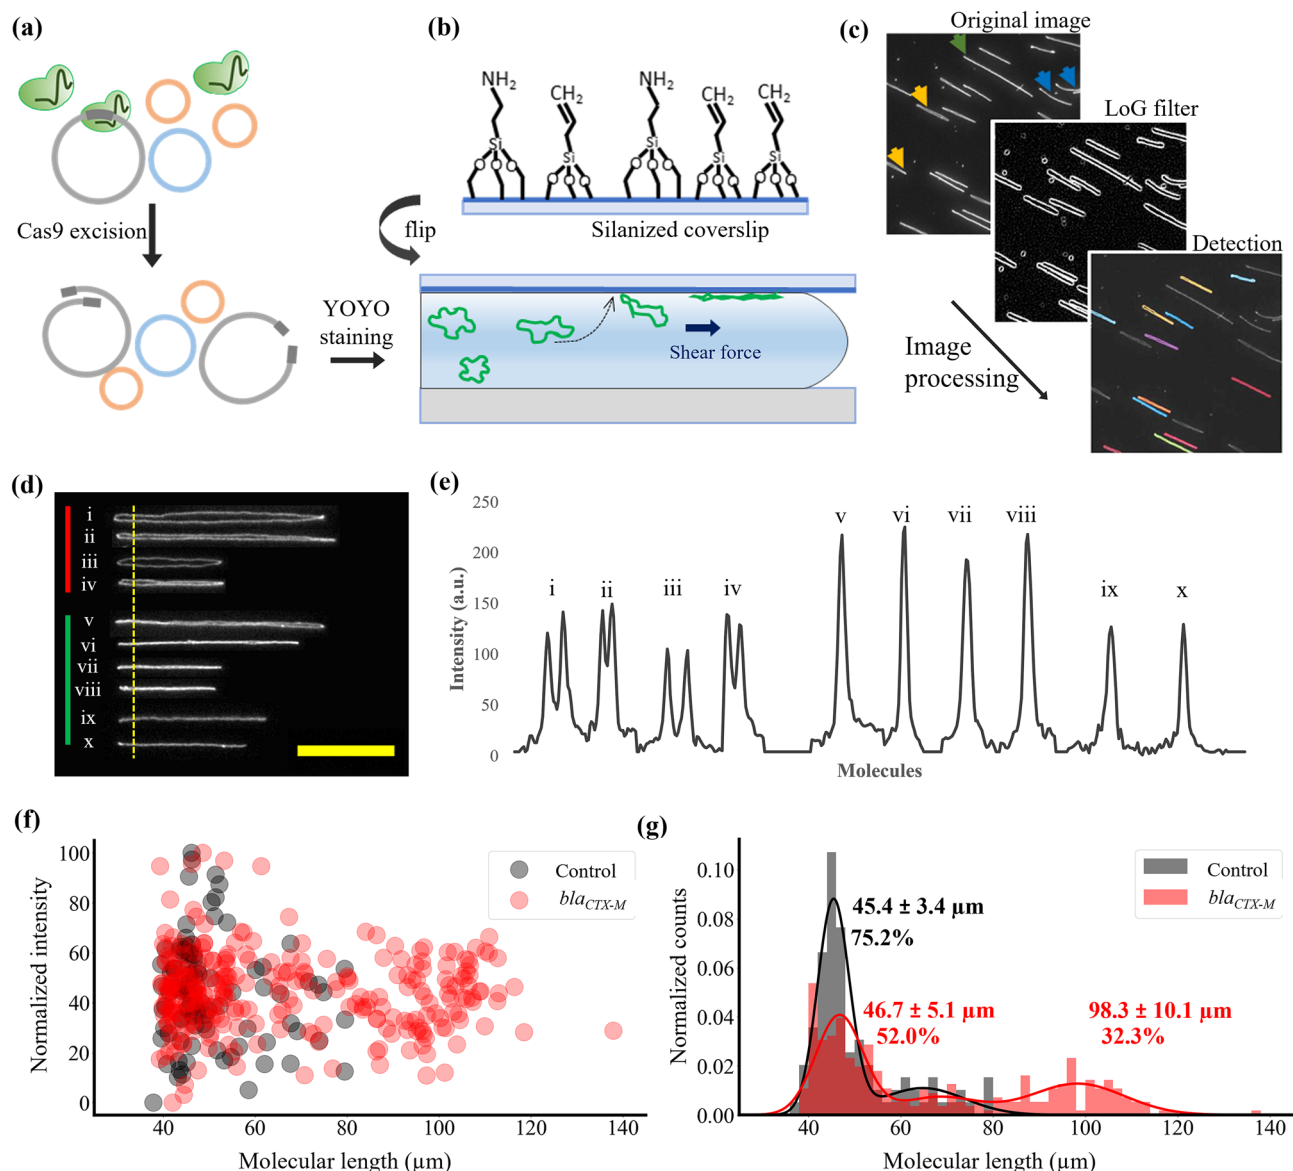 (a)
Cas9 excision
YOYO
staining
(b)
NH2
CH2
NH2
CH2
CH2
Si
Si
Si
Si
Si
flip
Silanized coverslip
Shear force
(c)
Original image
LoG filter
Detection
Image
processing
(d)
i
ii
iii
iv
v
vi
vii
viii
ix
x
(e)
Intensity (a.u.)
250
200
150
100
50
0
i
ii
iii
iv
v
vi
vii
viii
ix
x
Molecules
(f)
Normalized intensity
100
80
60
40
20
0
Control
blaCTX-M
40
60
80
100
120
140
Molecular length (µm)
(g)
Normalized counts
0.10
0.08
0.06
0.04
0.02
0.00
Control
blaCTX-M
45.4 ± 3.4 µm
75.2%
46.7 ± 5.1 µm
52.0%
98.3 ± 10.1 µm
32.3%
40
60
80
100
120
140
Molecular length (µm)